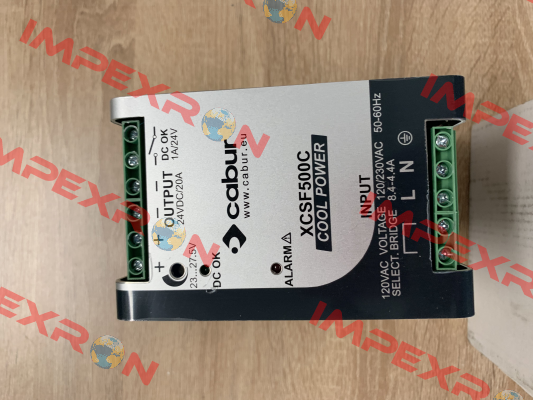 + + − − −
OUTPUT DC OK
24VDC/20A 1A/24V
23...27,5V
DC OK
cabur
www.cabur.eu
ALARM
XCSF500C
COOL POWER
INPUT
L N
120VAC VOLTAGE 120/230VAC 50-60Hz
SELECT. BRIDGE 8,4-4,4A
IMPEXRON
IMPEXRON
IMPEXRON
IMPEXRON
IMPEXRON